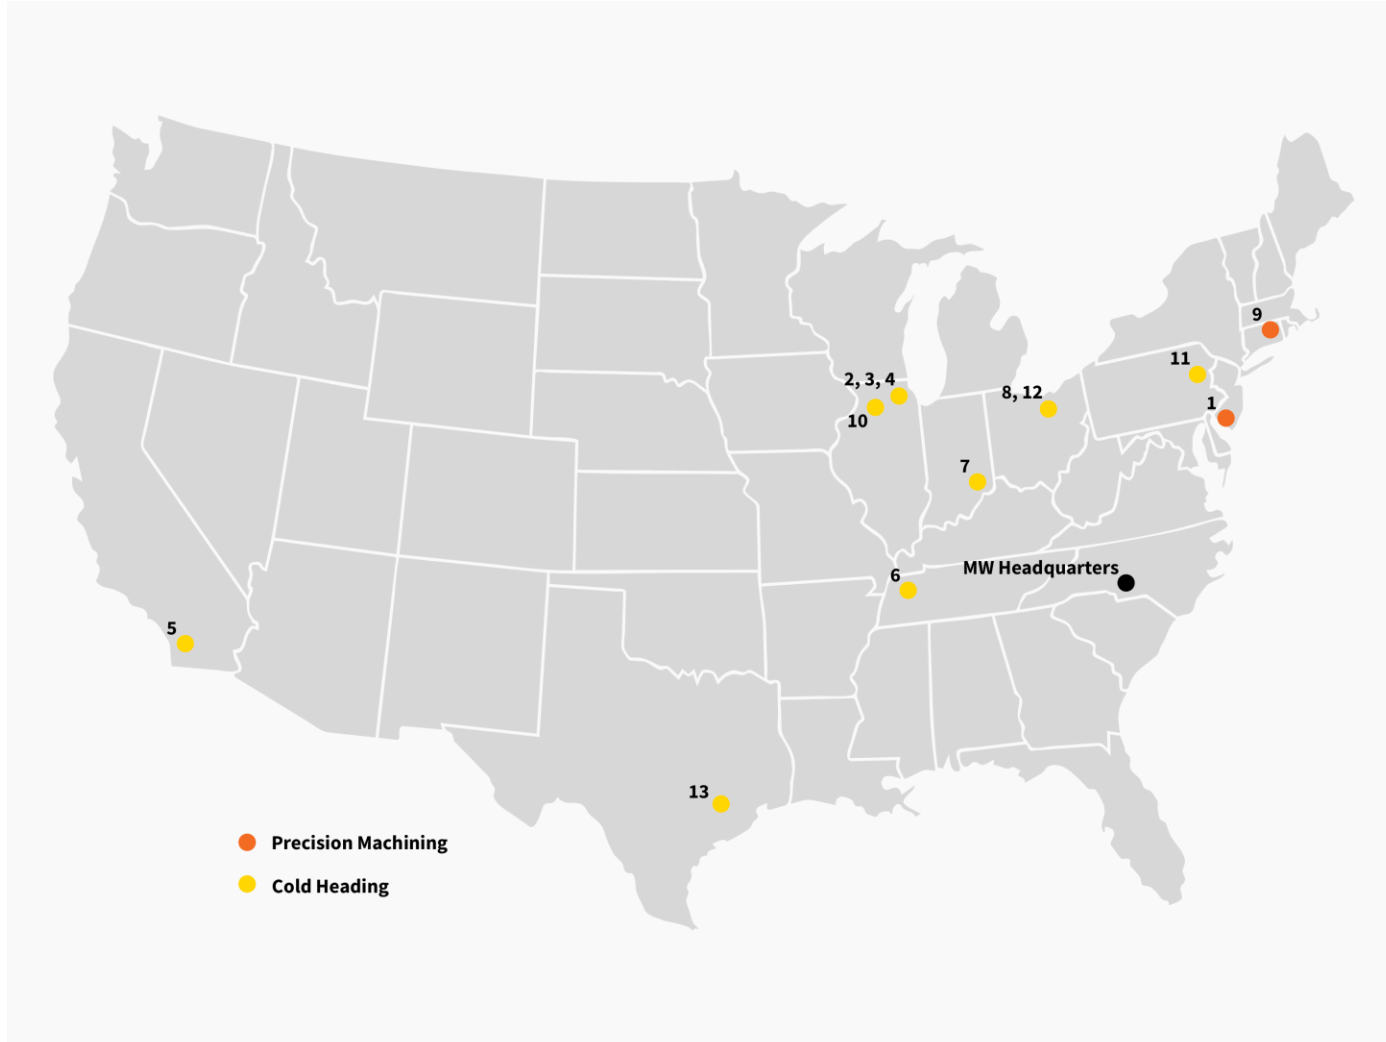 9
11
2, 3, 4
8, 12
1
10
7
MW Headquarters
6
5
13
Precision Machining
Cold Heading